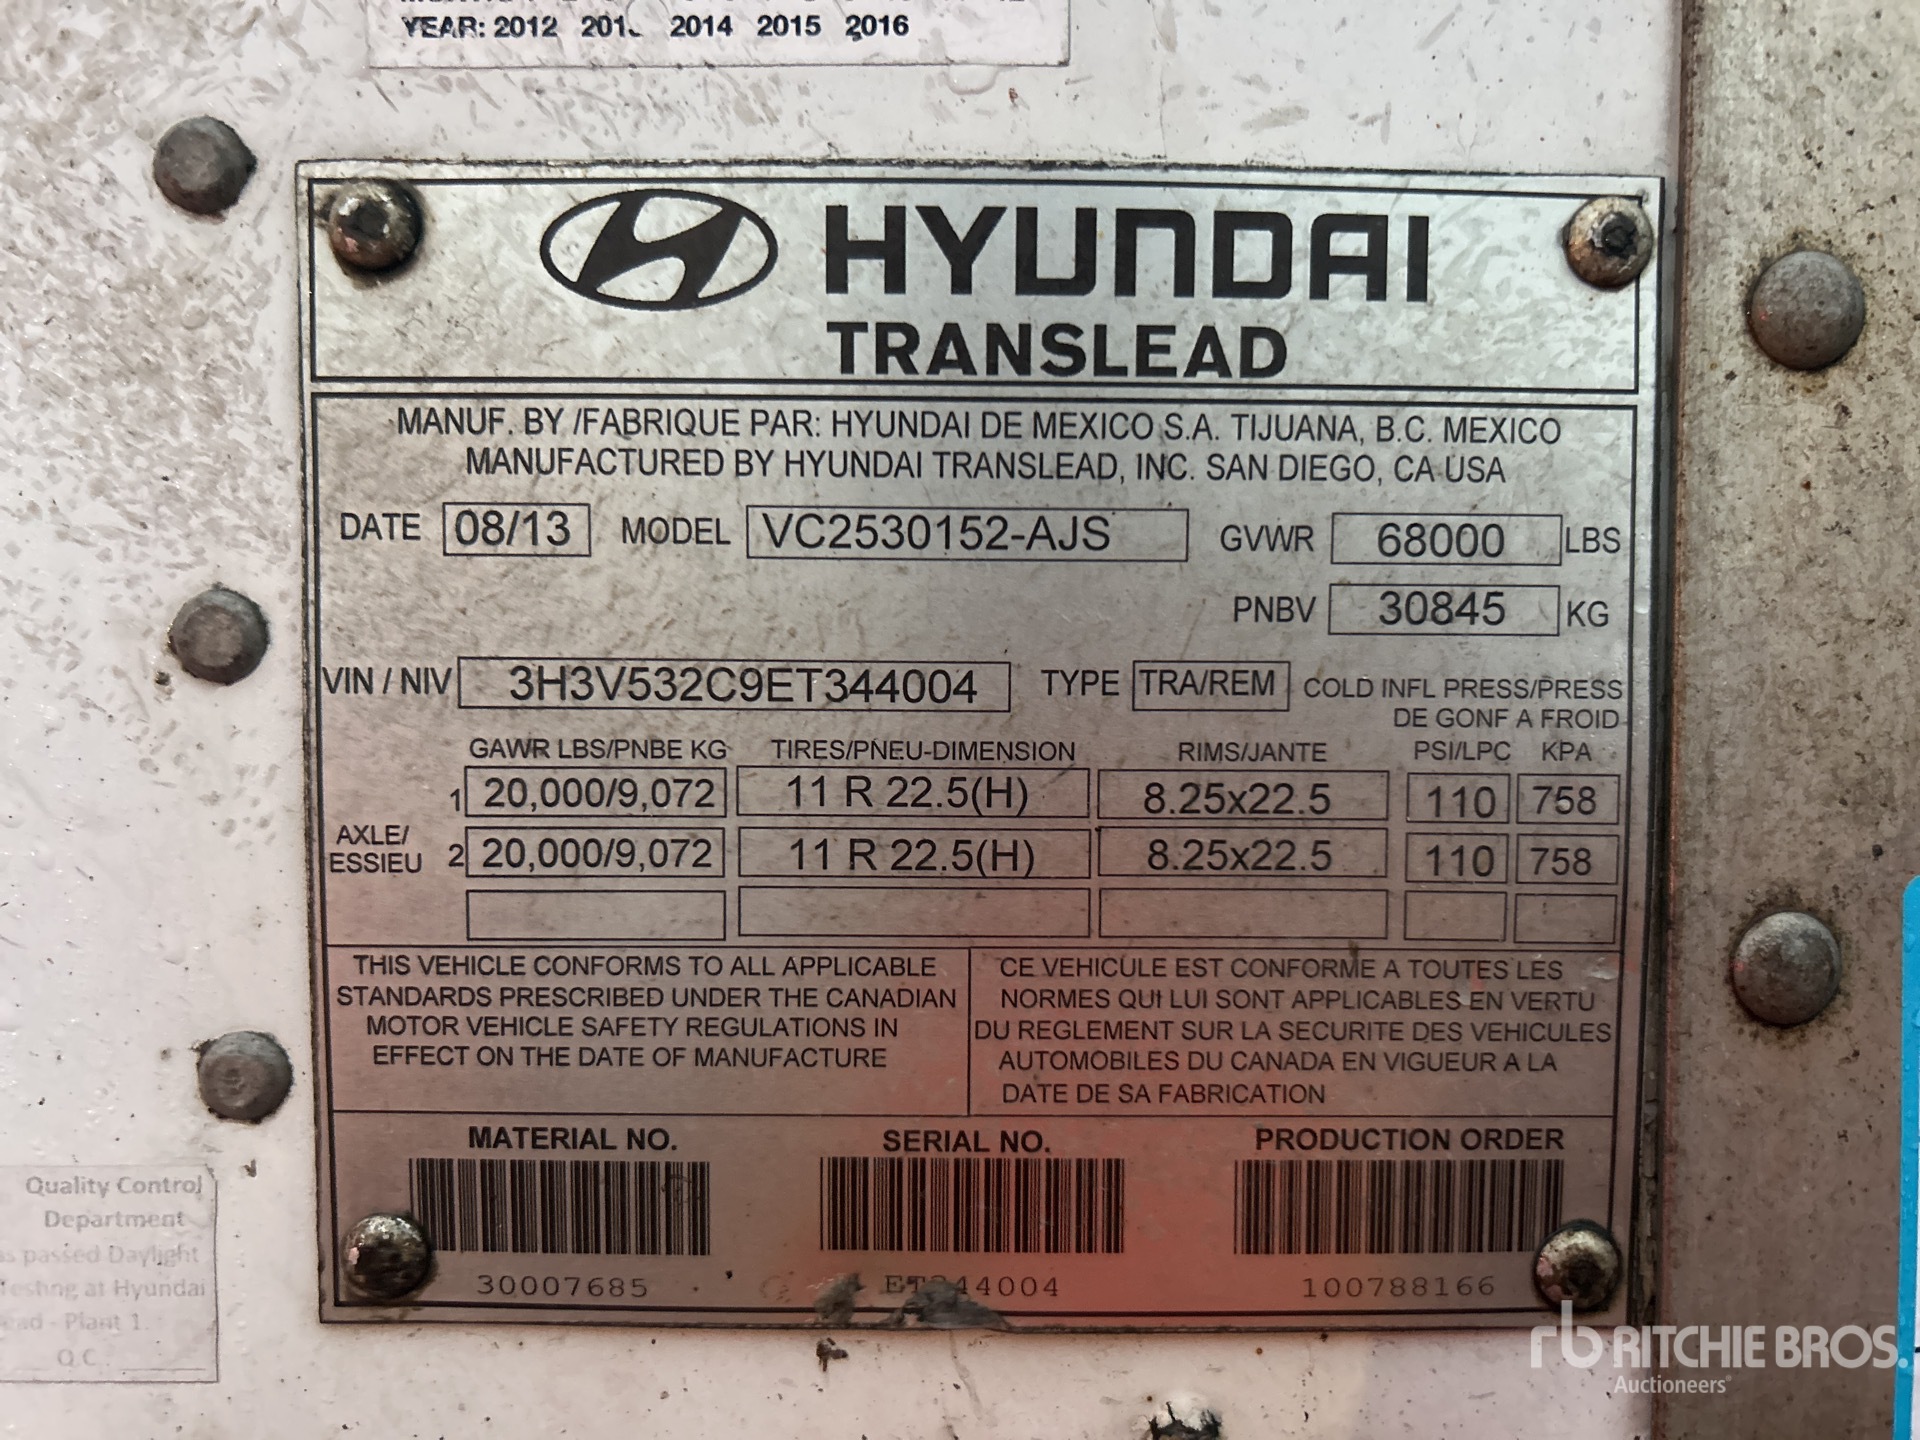 YEAR: 2012 2014 2015 2016
HYUNDAI
TRANSLEAD
MANUF. BY /FABRIQUE PAR: HYUNDAI DE MEXICO S.A. TIJUANA, B.C. MEXICO
MANUFACTURED BY HYUNDAI TRANSLEAD, INC. SAN DIEGO, CA USA
DATE 08/13 MODEL VC2530152-AJS GVWR 68000 LBS
PNBV 30845 KG
VIN / NIV 3H3V532C9ET344004 TYPE TRA/REM COLD INFL PRESS/PRESS
DE GONF A FROID
GAWR LBS/PNBE KG TIRES/PNEU-DIMENSION RIMS/JANTE PSI/LPC KPA
1 20,000/9,072 11 R 22.5(H) 8.25x22.5 110 758
AXLE/
ESSIEU 2 20,000/9,072 11 R 22.5(H) 8.25x22.5 110 758
THIS VEHICLE CONFORMS TO ALL APPLICABLE
STANDARDS PRESCRIBED UNDER THE CANADIAN
MOTOR VEHICLE SAFETY REGULATIONS IN
EFFECT ON THE DATE OF MANUFACTURE
CE VEHICULE EST CONFORME A TOUTES LES
NORMES QUI LUI SONT APPLICABLES EN VERTU
DU REGLEMENT SUR LA SECURITE DES VEHICULES
AUTOMOBILES DU CANADA EN VIGUEUR A LA
DATE DE SA FABRICATION
MATERIAL NO. SERIAL NO. PRODUCTION ORDER
30007685 ET344004 100788166
Quality Control
Department
passed Daylight
at Hyundai
- Plant 1.
Q.C.
rb RITCHIE BROS.
Auctioneers